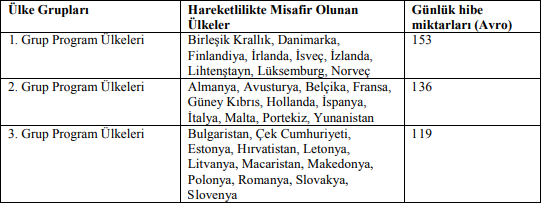 Ülke Grupları
Hareketlilikte Misafir Olunan
Ülkeler
Günlük hibe
miktarları (Avro)
1. Grup Program Ülkeleri
Birleşik Krallık, Danimarka,
Finlandiya, İrlanda, İsveç, İzlanda,
Lihtenştayn, Lüksemburg, Norveç
153
2. Grup Program Ülkeleri
Almanya, Avusturya, Belçika, Fransa,
Güney Kıbrıs, Hollanda, İspanya,
İtalya, Malta, Portekiz, Yunanistan
136
3. Grup Program Ülkeleri
Bulgaristan, Çek Cumhuriyeti,
Estonya, Hırvatistan, Letonya,
Litvanya, Macaristan, Makedonya,
Polonya, Romanya, Slovakya,
Slovenya
119